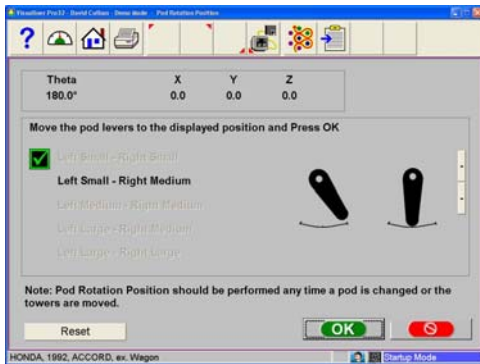 Visualiser Pro32 - David Cullian - Demo Mode - Pod Rotation Position
Theta X Y Z
180.0° 0.0 0.0 0.0
Move the pod levers to the displayed position and Press OK
Left Small - Right Small
Left Small - Right Medium
Left Medium - Right Medium
Left Large - Right Medium
Left Large - Right Large
Note: Pod Rotation Position should be performed any time a pod is changed or the
towers are moved.
Reset
OK
HONDA, 1992, ACCORD, ex. Wagon
Startup Mode